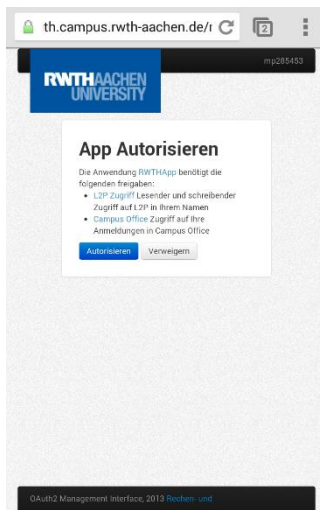 th.campus.rwth-aachen.de/r
2
mp285453
RWTHAACHEN
UNIVERSITY
App Autorisieren
Die Anwendung RWTHApp benötigt die
folgenden freigaben:
L2P Zugriff Lesender und schreibender
Zugriff auf L2P in Ihrem Namen
Campus Office Zugriff auf Ihre
Anmeldungen in Campus Office
Autorisieren
Verweigern
OAuth2 Management Interface, 2013 Rechen- und